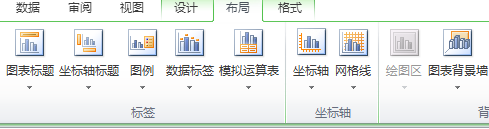 数据 审阅 视图 设计 布局 格式
图表标题 坐标轴标题 图例 数据标签 模拟运算表 坐标轴 网格线 绘图区 图表背景墙
标签 坐标轴 背